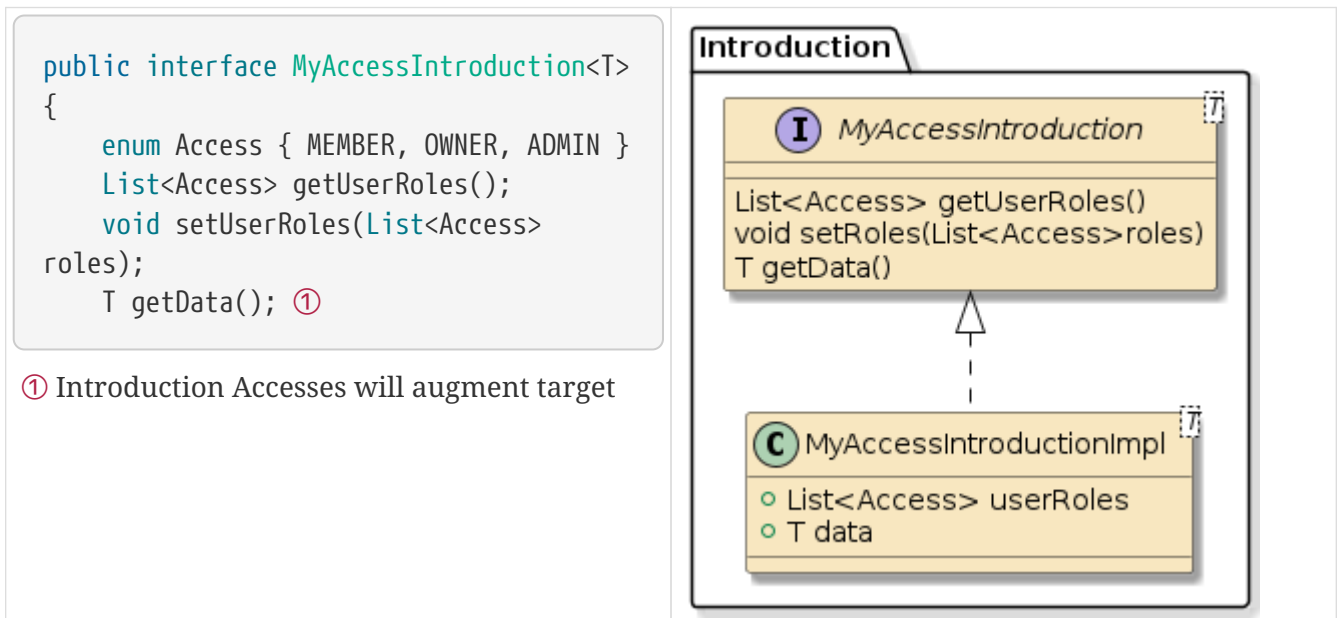 public interface MyAccessIntroduction<T>
{
    enum Access { MEMBER, OWNER, ADMIN }
    List<Access> getUserRoles();
    void setUserRoles(List<Access>
roles);
    T getData(); ①
① Introduction Accesses will augment target
Introduction
T
I MyAccessIntroduction
List<Access> getUserRoles()
void setRoles(List<Access>roles)
T getData()
T
C MyAccessIntroductionImpl
List<Access> userRoles
T data